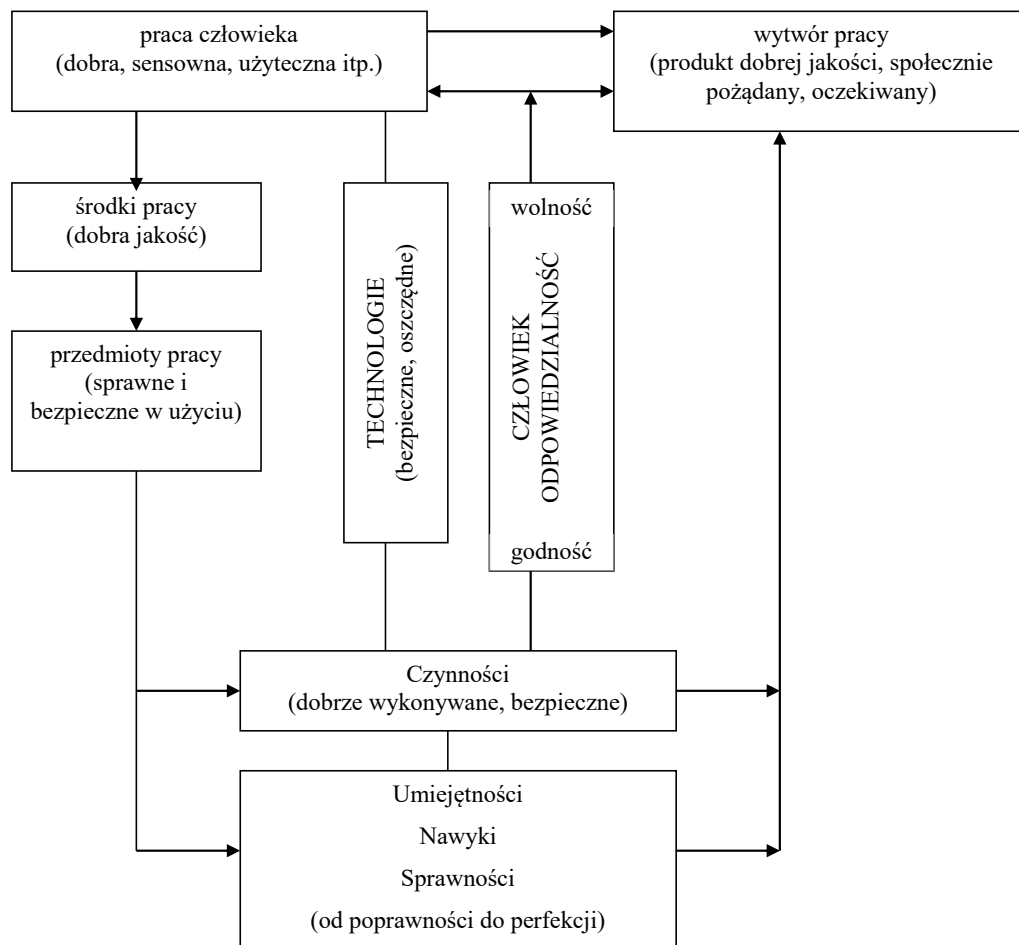 praca człowieka
(dobra, sensowna, użyteczna itp.)
wytwór pracy
(produkt dobrej jakości, społecznie
pożądany, oczekiwany)
środki pracy
(dobra jakość)
przedmioty pracy
(sprawne i
bezpieczne w użyciu)
TECHNOLOGIE
(bezpieczne, oszczędne)
wolność
CZŁOWIEK
ODPOWIEDZIALNOŚĆ
godność
Czynności
(dobrze wykonywane, bezpieczne)
Umiejętności
Nawyki
Sprawności
(od poprawności do perfekcji)